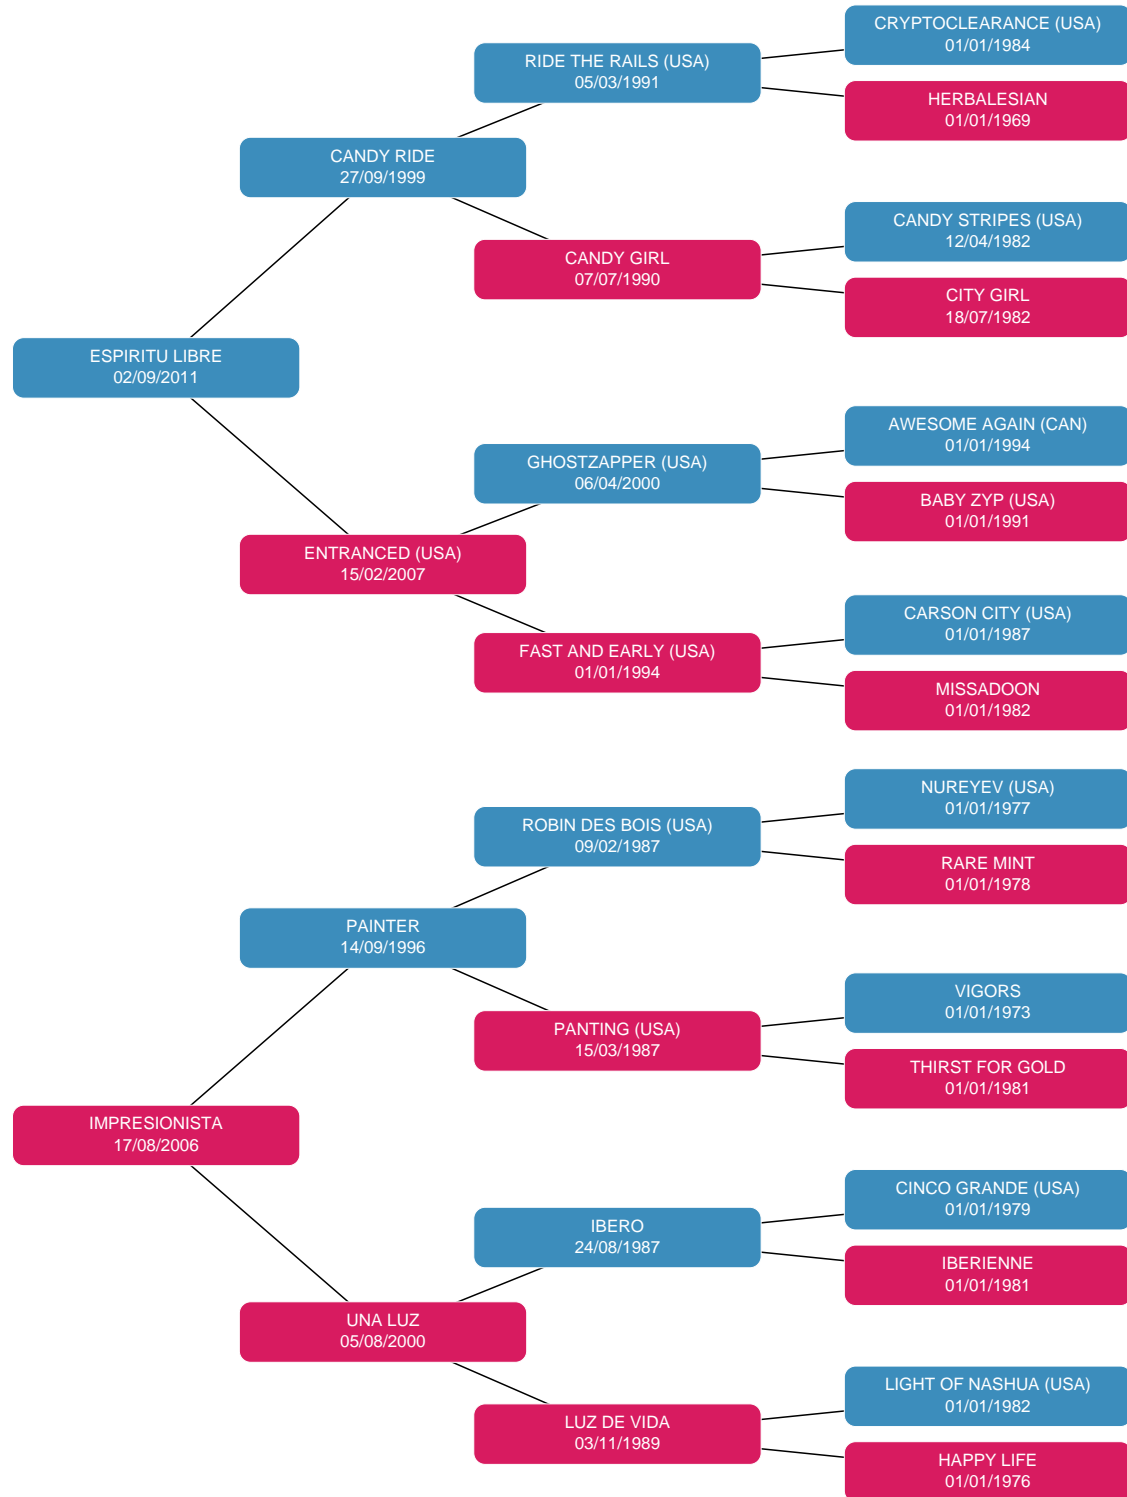 CRYPTOCLEARANCE (USA)
01/01/1984
RIDE THE RAILS (USA)
05/03/1991
HERBALESIAN
01/01/1969
CANDY RIDE
27/09/1999
CANDY STRIPES (USA)
12/04/1982
CANDY GIRL
07/07/1990
CITY GIRL
18/07/1982
ESPIRITU LIBRE
02/09/2011
AWESOME AGAIN (CAN)
01/01/1994
GHOSTZAPPER (USA)
06/04/2000
BABY ZYP (USA)
01/01/1991
ENTRANCED (USA)
15/02/2007
CARSON CITY (USA)
01/01/1987
FAST AND EARLY (USA)
01/01/1994
MISSADOON
01/01/1982
NUREYEV (USA)
01/01/1977
ROBIN DES BOIS (USA)
09/02/1987
RARE MINT
01/01/1978
PAINTER
14/09/1996
VIGORS
01/01/1973
PANTING (USA)
15/03/1987
THIRST FOR GOLD
01/01/1981
IMPRESIONISTA
17/08/2006
CINCO GRANDE (USA)
01/01/1979
IBERO
24/08/1987
IBERIENNE
01/01/1981
UNA LUZ
05/08/2000
LIGHT OF NASHUA (USA)
01/01/1982
LUZ DE VIDA
03/11/1989
HAPPY LIFE
01/01/1976